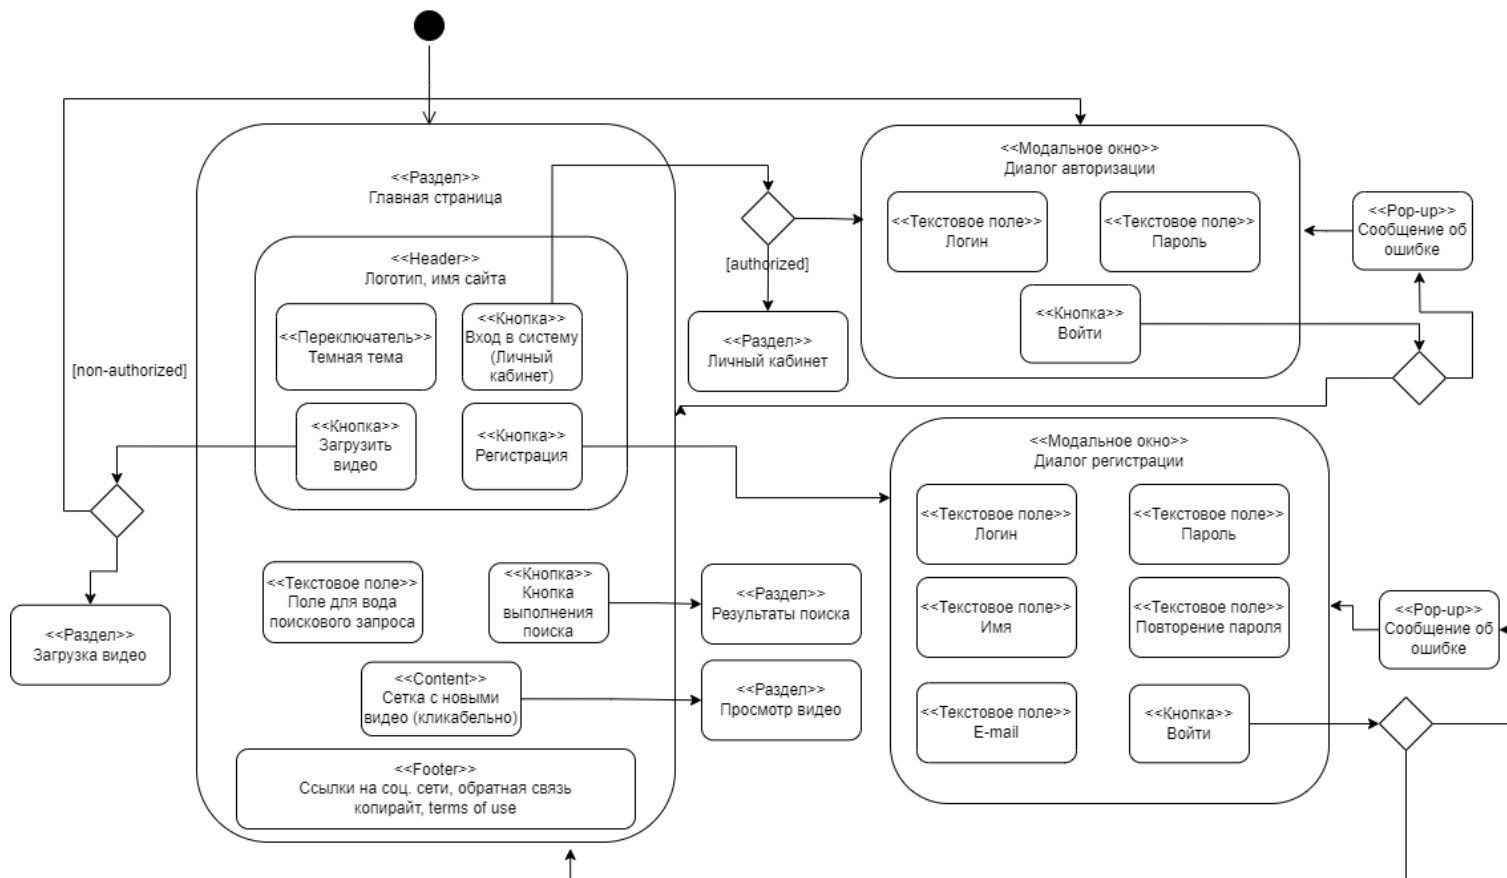 <<Раздел>>
Главная страница
<<Header>>
Логотип, имя сайта
<<Переключатель>>
Темная тема
<<Кнопка>>
Вход в систему
(Личный
кабинет)
<<Кнопка>>
Загрузить
видео
<<Кнопка>>
Регистрация
<<Текстовое поле>>
Поле для вода
поискового запроса
<<Кнопка>>
Кнопка
выполнения
поиска
<<Content>>
Сетка с новыми
видео (кликабельно)
<<Footer>>
Ссылки на соц. сети, обратная связь
копирайт, terms of use
[non-authorized]
<<Раздел>>
Загрузка видео
[authorized]
<<Раздел>>
Личный кабинет
<<Раздел>>
Результаты поиска
<<Раздел>>
Просмотр видео
<<Модальное окно>>
Диалог авторизации
<<Текстовое поле>>
Логин
<<Текстовое поле>>
Пароль
<<Кнопка>>
Войти
<<Pop-up>>
Сообщение об
ошибке
<<Модальное окно>>
Диалог регистрации
<<Текстовое поле>>
Логин
<<Текстовое поле>>
Пароль
<<Текстовое поле>>
Имя
<<Текстовое поле>>
Повторение пароля
<<Текстовое поле>>
E-mail
<<Кнопка>>
Войти
<<Pop-up>>
Сообщение об
ошибке